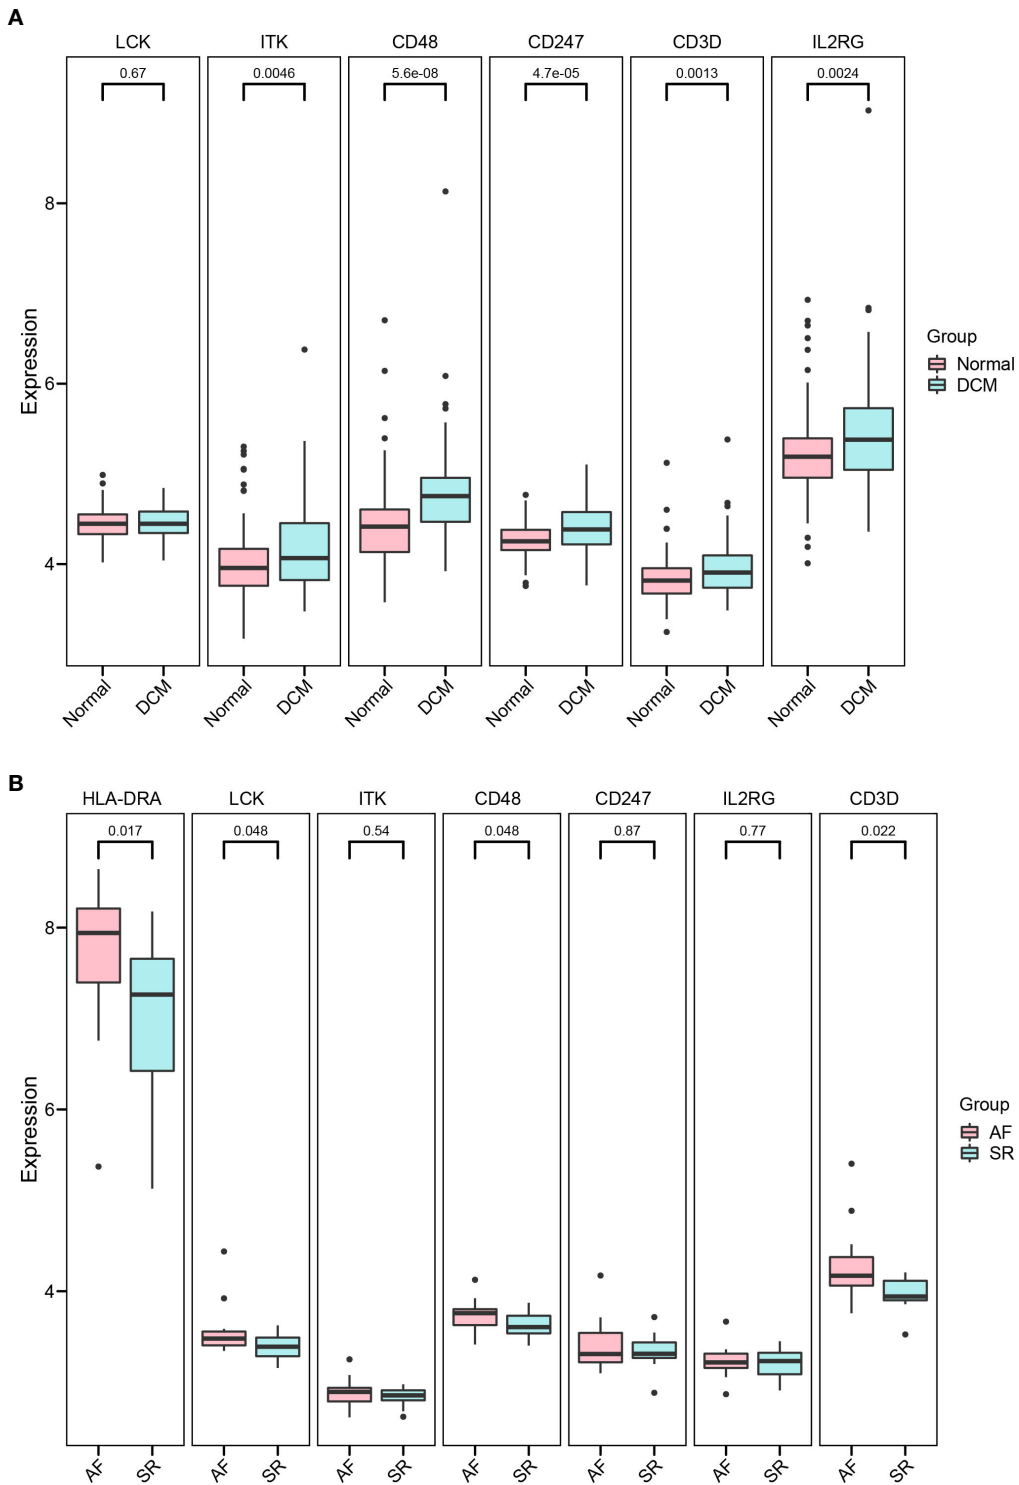 A
LCK ITK CD48 CD247 CD3D IL2RG
0.67 0.0046 5.6e-08 4.7e-05 0.0013 0.0024
8
6
4
Expression
Group
Normal
DCM
Normal DCM Normal DCM Normal DCM Normal DCM Normal DCM Normal DCM
B
HLA-DRA LCK ITK CD48 CD247 IL2RG CD3D
0.017 0.048 0.54 0.048 0.87 0.77 0.022
8
6
4
Expression
Group
AF
SR
AF SR AF SR AF SR AF SR AF SR AF SR AF SR